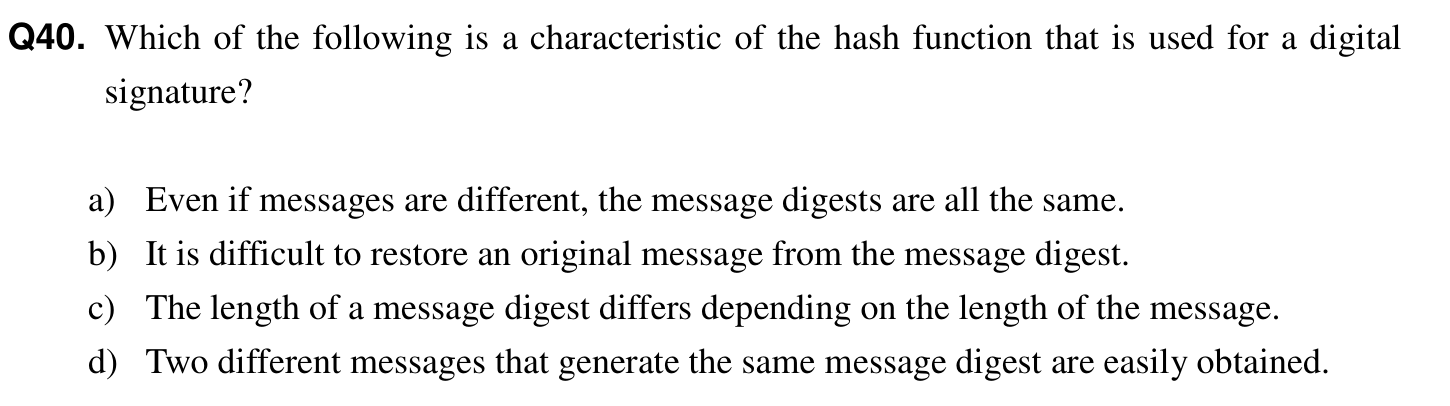 Q40. Which of the following is a characteristic of the hash function that is used for a digital
signature?
a) Even if messages are different, the message digests are all the same.
b) It is difficult to restore an original message from the message digest.
c) The length of a message digest differs depending on the length of the message.
d) Two different messages that generate the same message digest are easily obtained.